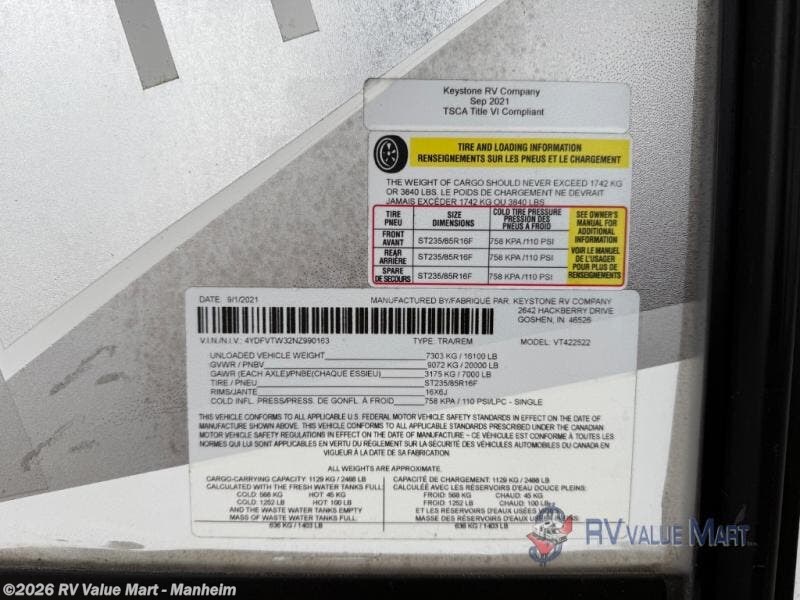 Keystone RV Company
Sep 2021
TSCA Title VI Compliant
TIRE AND LOADING INFORMATION
RENSEIGNEMENTS SUR LES PNEUS ET LE CHARGEMENT
THE WEIGHT OF CARGO SHOULD NEVER EXCEED 1742 KG
OR 3840 LBS. LE POIDS DE CHARGEMENT NE DEVRAIT
JAMAIS EXCÉDER 1742 KG OU 3840 LBS.
TIRE PNEU SIZE DIMENSIONS COLD TIRE PRESSURE PRESSION DES PNEUS À FROID
FRONT AVANT ST235/85R16F 758 KPA /110 PSI
REAR ARRIÈRE ST235/85R16F 758 KPA /110 PSI
SPARE DE SECOURS ST235/85R16F 758 KPA /110 PSI
SEE OWNER'S
MANUAL FOR
ADDITIONAL
INFORMATION
VOIR LE MANUEL
DE L'USAGER
POUR PLUS DE
RENSEIGNEMENTS
DATE: 9/1/2021 MANUFACTURED BY/FABRIQUÉ PAR: KEYSTONE RV COMPANY
2642 HACKBERRY DRIVE
GOSHEN, IN 46526
V.I.N./N.I.V.: 4YDFVTW32NZ990163 TYPE: TRA/REM MODEL: VT422522
UNLOADED VEHICLE WEIGHT 7303 KG / 16100 LB
GVWR / PNBV 9072 KG / 20000 LB
GAWR (EACH AXLE)/PNBE(CHAQUE ESSIEU) 3175 KG / 7000 LB
TIRE / PNEU ST235/85R16F
RIMS/JANTE 16X6J
COLD INFL. PRESS/PRESS. DE GONFL. À FROID 758 KPA / 110 PSI/LPC - SINGLE
THIS VEHICLE CONFORMS TO ALL APPLICABLE U.S. FEDERAL MOTOR VEHICLE SAFETY STANDARDS IN EFFECT ON THE DATE OF
MANUFACTURE SHOWN ABOVE. THIS VEHICLE CONFORMS TO ALL APPLICABLE STANDARDS PRESCRIBED UNDER THE CANADIAN
MOTOR VEHICLE SAFETY REGULATIONS IN EFFECT ON THE DATE OF MANUFACTURE – CE VÉHICULE EST CONFORME À TOUTES LES
NORMES QUI LUI SONT APPLICABLES EN VERTU DU RÈGLEMENT SUR LA SÉCURITÉ DES VÉHICULES AUTOMOBILES DU CANADA EN
VIGUEUR À LA DATE DE SA FABRICATION.
ALL WEIGHTS ARE APPROXIMATE.
CARGO-CARRYING CAPACITY: 1129 KG / 2488 LB
CALCULATED WITH THE FRESH WATER TANKS FULL:
COLD: 568 KG HOT: 45 KG
COLD: 1252 LB HOT: 100 LB
AND THE WASTE WATER TANKS EMPTY
MASS OF WASTE WATER TANKS FULL
636 KG / 1403 LB
CAPACITÉ DE CHARGEMENT: 1129 KG / 2488 LB
CALCULÉE AVEC LES RÉSERVOIRS D'EAU DOUCE PLEINS:
FROID: 568 KG CHAUD: 45 KG
FROID: 1252 LB CHAUD: 100 LB
ET LES RÉSERVOIRS D'EAUX USÉES
MASSE DES RÉSERVOIRS D'EAUX USÉES
636 KG / 1403 LB
RV VALUE MART
©2026 RV Value Mart - Manheim